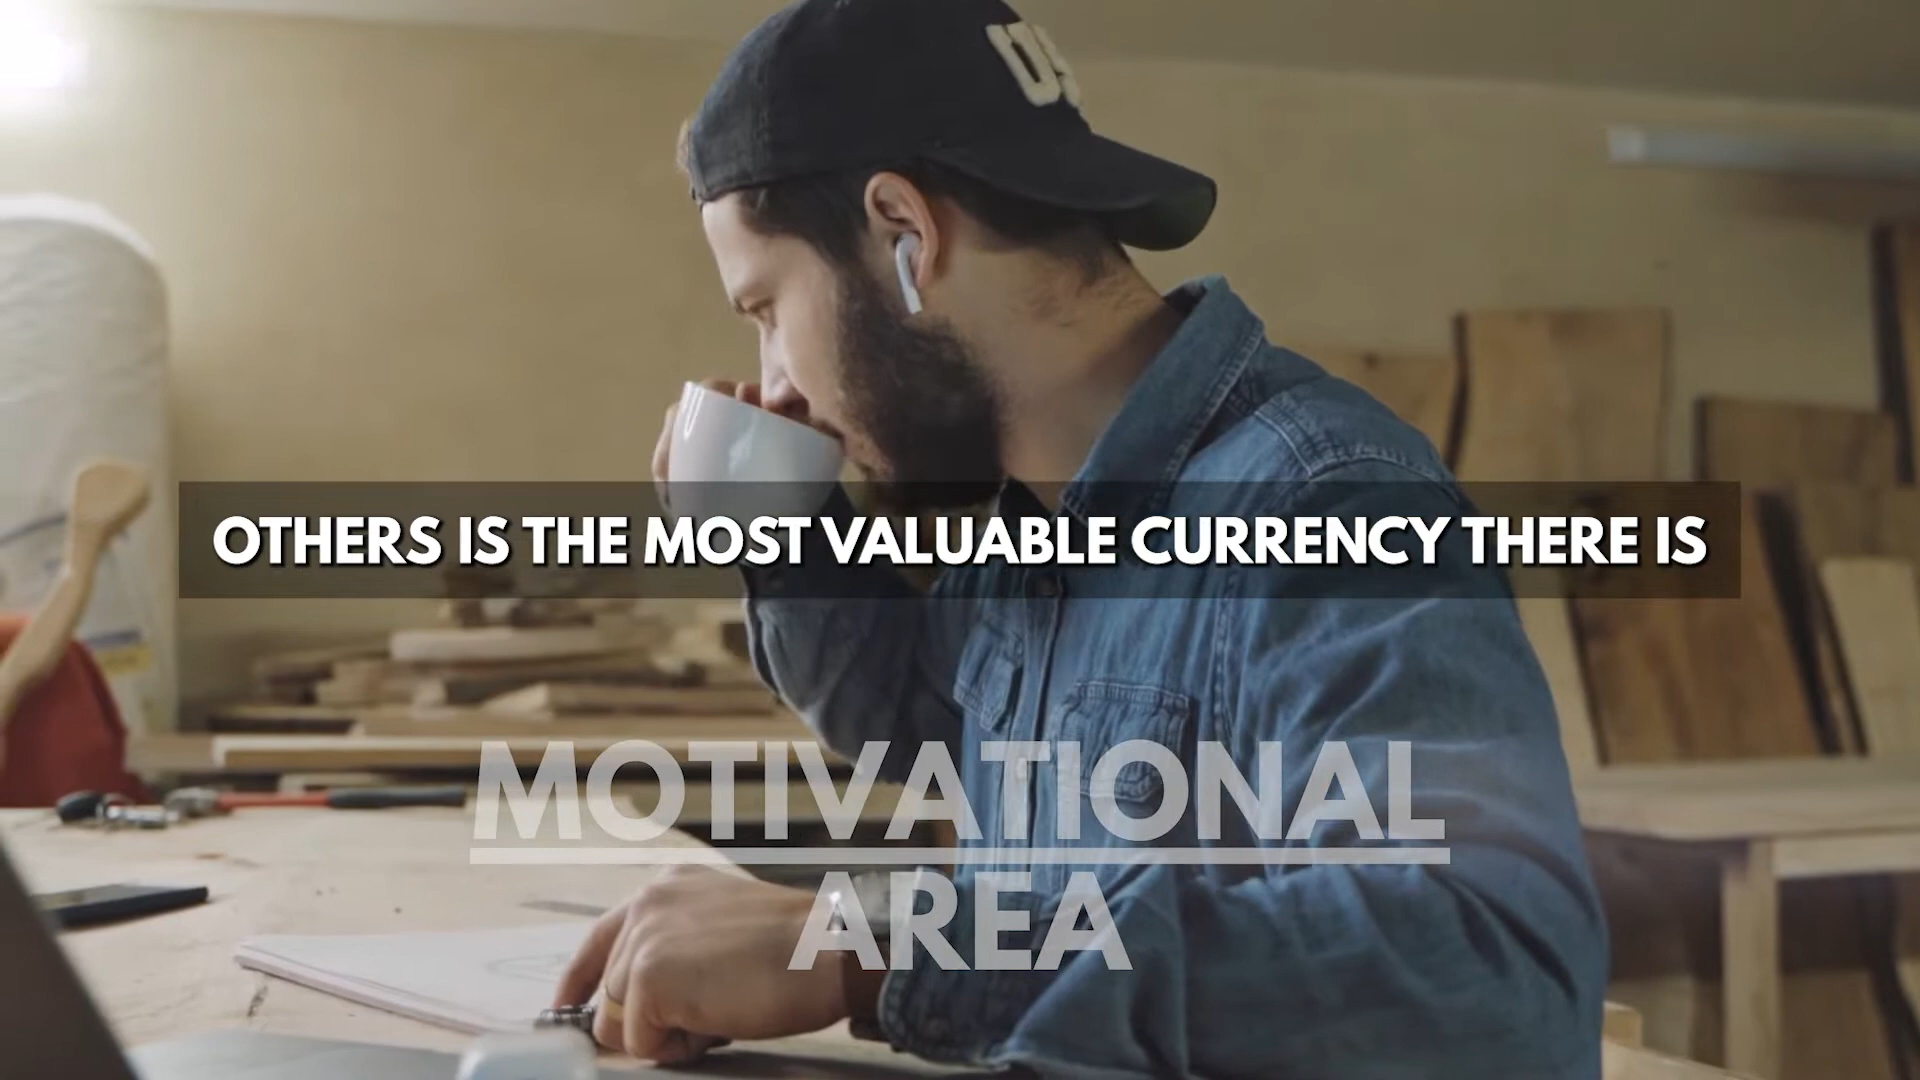 OTHERS IS THE MOST VALUABLE CURRENCY THERE IS
MOTIVATIONAL
AREA